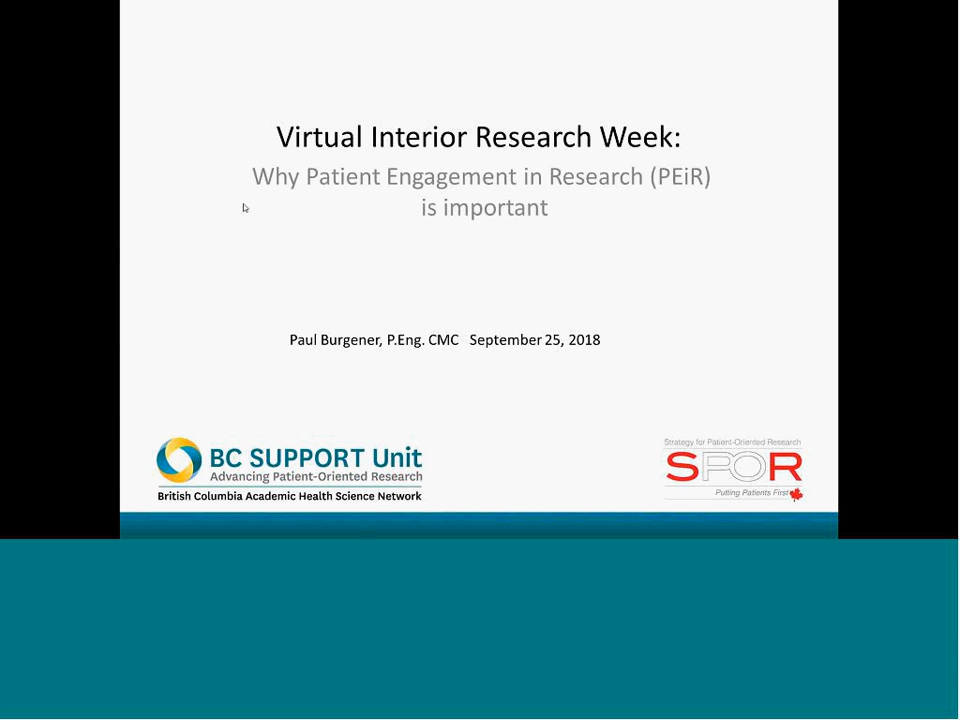 Virtual Interior Research Week:
Why Patient Engagement in Research (PEiR)
is important
Paul Burgener, P.Eng. CMC September 25, 2018
BC SUPPORT Unit
Advancing Patient-Oriented Research
British Columbia Academic Health Science Network
Strategy for Patient-Oriented Research
SPOR
Putting Patients First